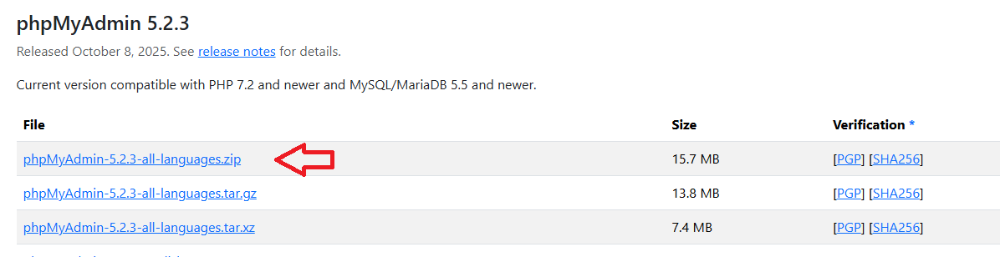 phpMyAdmin 5.2.3
Released October 8, 2025. See release notes for details.
Current version compatible with PHP 7.2 and newer and MySQL/MariaDB 5.5 and newer.
File Size Verification *
phpMyAdmin-5.2.3-all-languages.zip 15.7 MB [PGP] [SHA256]
phpMyAdmin-5.2.3-all-languages.tar.gz 13.8 MB [PGP] [SHA256]
phpMyAdmin-5.2.3-all-languages.tar.xz 7.4 MB [PGP] [SHA256]